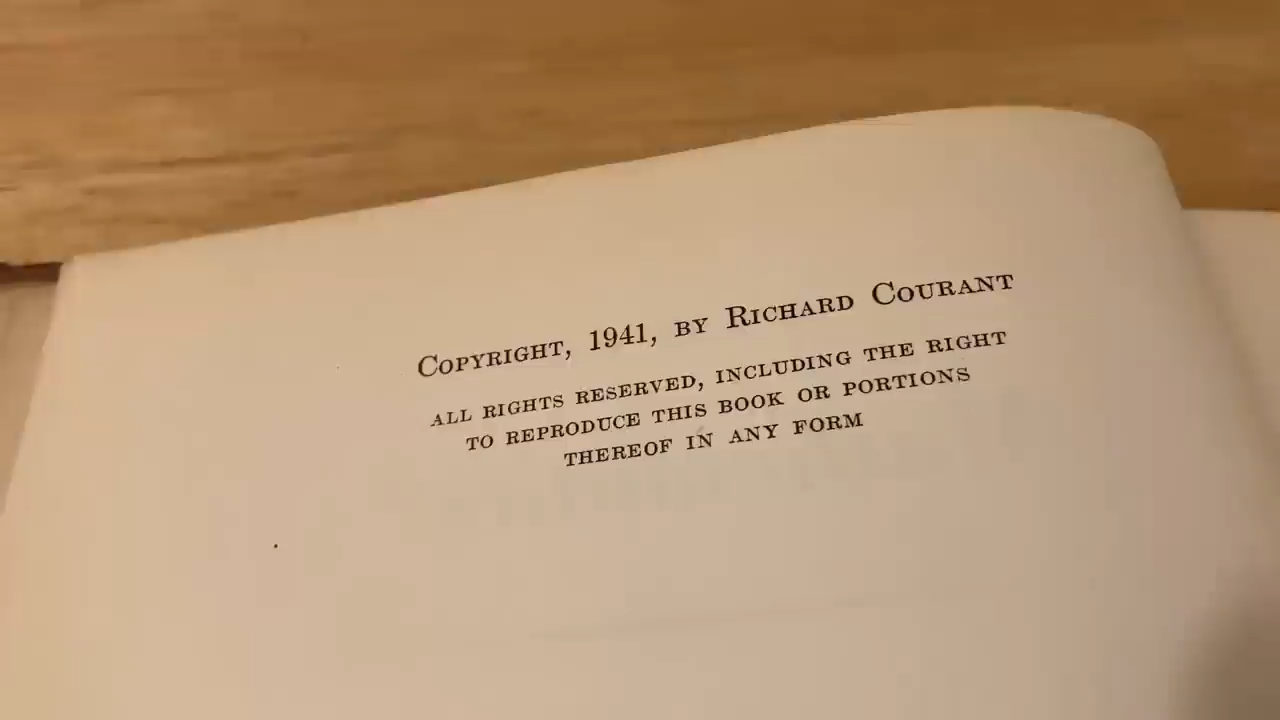 Copyright, 1941, by Richard Courant
all rights reserved, including the right
to reproduce this book or portions
thereof in any form